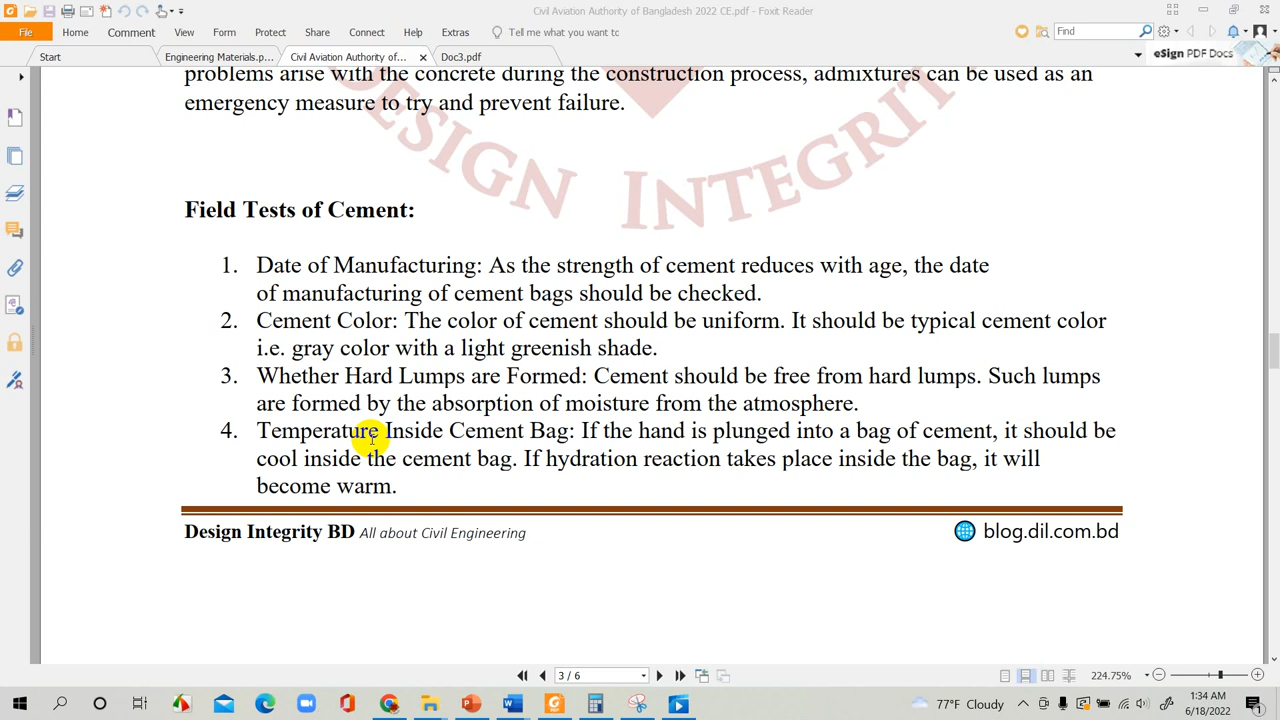 Civil Aviation Authority of Bangladesh 2022 CE.pdf - Foxit Reader
File Home Comment View Form Protect Share Connect Help Extras Tell me what you want tc Find
Start Engineering Materials.p... Civil Aviation Authority of... Doc3.pdf eSign PDF Docs
problems arise with the concrete during the construction process, admixtures can be used as an
emergency measure to try and prevent failure.
DESIGN INTEGRIT
Field Tests of Cement:
1. Date of Manufacturing: As the strength of cement reduces with age, the date
of manufacturing of cement bags should be checked.
2. Cement Color: The color of cement should be uniform. It should be typical cement color
i.e. gray color with a light greenish shade.
3. Whether Hard Lumps are Formed: Cement should be free from hard lumps. Such lumps
are formed by the absorption of moisture from the atmosphere.
4. Temperature Inside Cement Bag: If the hand is plunged into a bag of cement, it should be
cool inside the cement bag. If hydration reaction takes place inside the bag, it will
become warm.
Design Integrity BD All about Civil Engineering blog.dil.com.bd
3 / 6 224.75%
77°F Cloudy 1:34 AM
6/18/2022